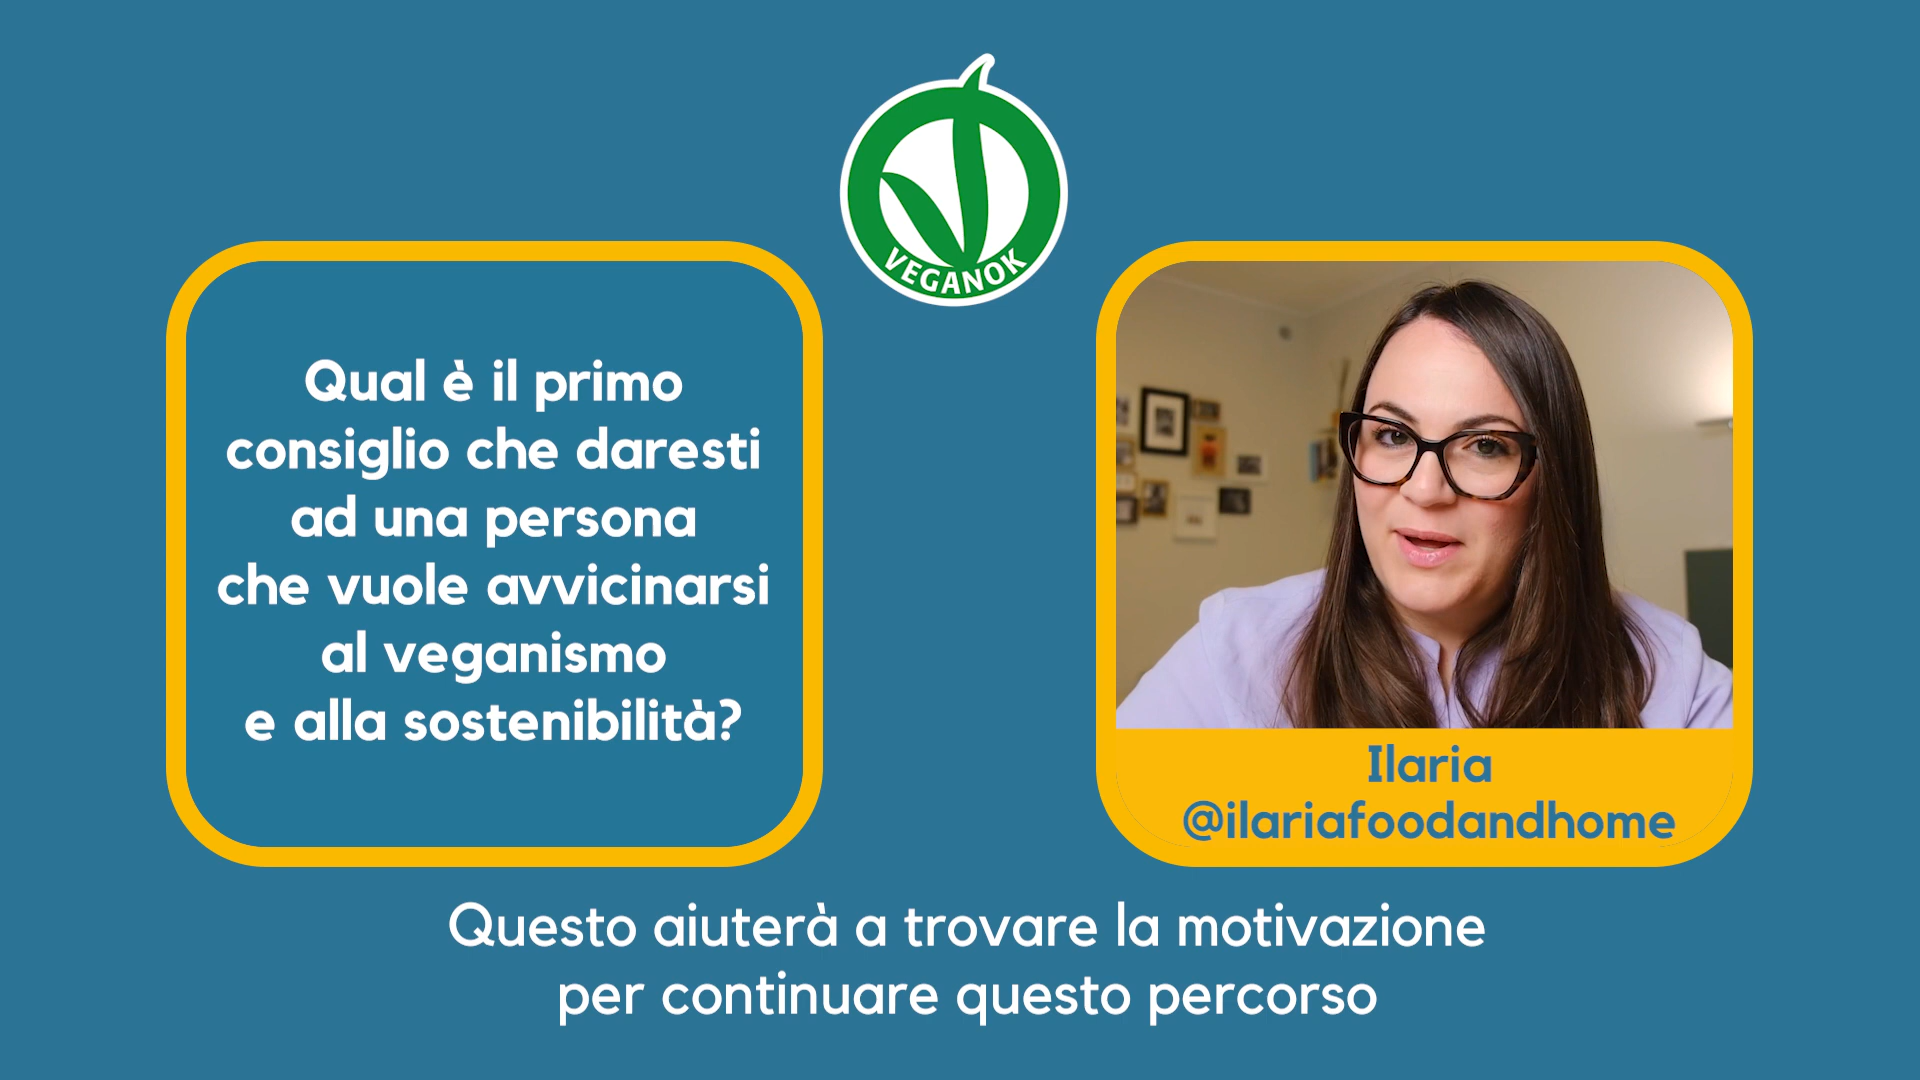 VEGANOK
Qual è il primo
consiglio che daresti
ad una persona
che vuole avvicinarsi
al veganismo
e alla sostenibilità?
Ilaria
@ilariafoodandhome
Questo aiuterà a trovare la motivazione
per continuare questo percorso